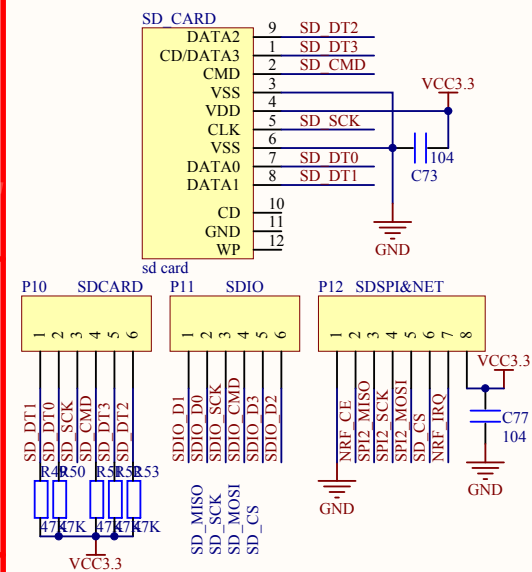 SD_CARD
DATA2 9 SD_DT2
CD/DATA3 1 SD_DT3
CMD 2 SD_CMD
VSS 3
VCC3.3
VDD 4
CLK 5 SD_SCK
VSS 6
104
DATA0 7 SD_DT0
C73
DATA1 8 SD_DT1
CD 10
GND 11
WP 12
GND
sd card
P10 SDCARD
P11 SDIO
P12 SDSPI&NET
1 2 3 4 5 6
1 2 3 4 5 6
1 2 3 4 5 6 7 8
VCC3.3
SD_DT1
SD_DT0
SD_SCK
SD_CMD
SD_DT3
SD_DT2
SDIO_D1
SDIO_D0
SDIO_SCK
SDIO_CMD
SDIO_D3
SDIO_D2
NRF_CE
SPI2_MISO
SPI2_SCK
SPI2_MOSI
SD_CS
NRF_IRQ
C77
104
GND
R49 R50 R51 R52 R53
47K 47K 47K 47K 47K
SD_MISO
SD_SCK
SD_MOSI
SD_CS
GND
VCC3.3